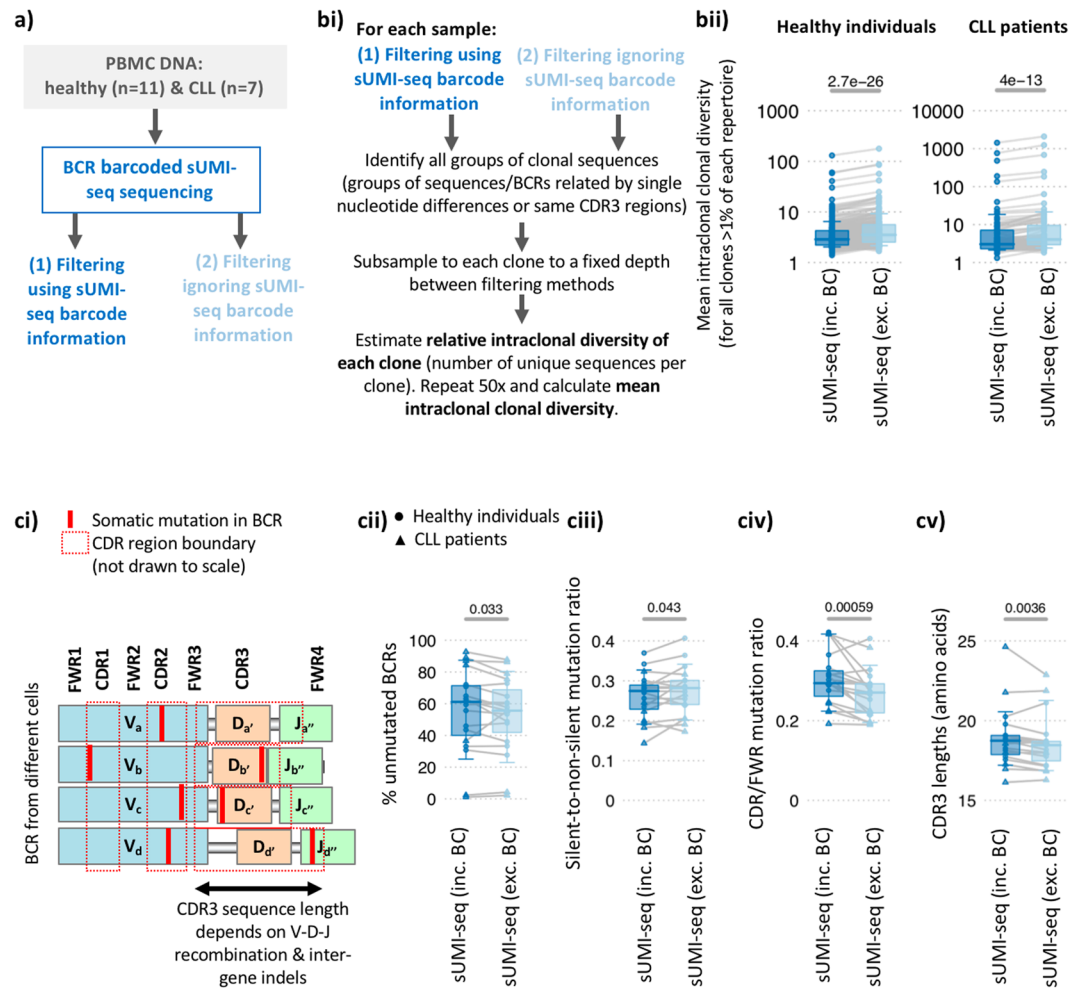 a)
PBMC DNA:
healthy (n=11) & CLL (n=7)
BCR barcoded sUMI-
seq sequencing
(1) Filtering
using sUMI-
seq barcode
information
(2) Filtering
ignoring sUMI-
seq barcode
information
bi)
For each sample:
(1) Filtering using
sUMI-seq barcode
information
(2) Filtering ignoring
sUMI-seq barcode
information
Identify all groups of clonal sequences
(groups of sequences/BCRs related by single
nucleotide differences or same CDR3 regions)
Subsample to each clone to a fixed depth
between filtering methods
Estimate relative intraclonal diversity of
each clone (number of unique sequences per
clone). Repeat 50x and calculate mean
intraclonal clonal diversity.
bii)
Healthy individuals
CLL patients
Mean intraclonal clonal diversity
(for all clones >1% of each repertoire)
2.7e−26
1000
100
10
1
sUMI-seq (inc. BC)
sUMI-seq (exc. BC)
4e−13
10000
1000
100
10
1
sUMI-seq (inc. BC)
sUMI-seq (exc. BC)
ci)
Somatic mutation in BCR
CDR region boundary
(not drawn to scale)
BCR from different cells
FWR1
CDR1
FWR2
CDR2
FWR3
CDR3
FWR4
Va
Da'
Ja''
Vb
Db'
Jb''
Vc
Dc'
Jc''
Vd
Dd'
Jd''
CDR3 sequence length
depends on V-D-J
recombination & inter-
gene indels
cii)
Healthy individuals
CLL patients
% unmutated BCRs
0.033
100
80
60
40
20
0
sUMI-seq (inc. BC)
sUMI-seq (exc. BC)
ciii)
Silent-to-non-silent mutation ratio
0.043
0.4
0.3
0.2
0.1
0
sUMI-seq (inc. BC)
sUMI-seq (exc. BC)
civ)
CDR/FWR mutation ratio
0.00059
0.4
0.2
0
sUMI-seq (inc. BC)
sUMI-seq (exc. BC)
cv)
CDR3 lengths (amino acids)
0.0036
25
20
15
sUMI-seq (inc. BC)
sUMI-seq (exc. BC)